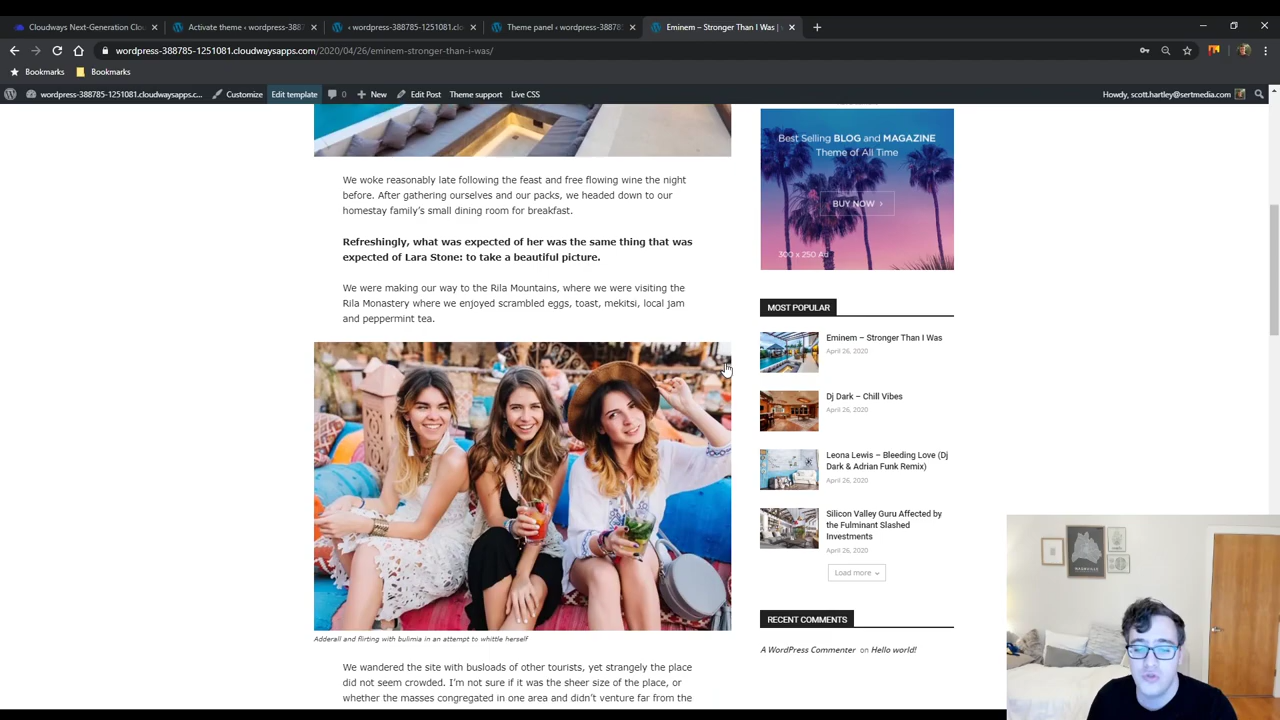 Cloudways Next-Generation Clo
Activate theme ‹ wordpress-3877
‹ wordpress-388785-1251081.clo
Theme panel ‹ wordpress-38878
Eminem – Stronger Than I Was |
wordpress-388785-1251081.cloudwaysapps.com/2020/04/26/eminem-stronger-than-i-was/
Bookmarks
Bookmarks
wordpress-388785-1251081.cloudwaysapps.c...
Customize
Edit template
0
New
Edit Post
Theme support
Live CSS
Howdy, scott.hartley@sertmedia.com
We woke reasonably late following the feast and free flowing wine the night
before. After gathering ourselves and our packs, we headed down to our
homestay family's small dining room for breakfast.
Refreshingly, what was expected of her was the same thing that was
expected of Lara Stone: to take a beautiful picture.
We were making our way to the Rila Mountains, where we were visiting the
Rila Monastery where we enjoyed scrambled eggs, toast, mekitsi, local jam
and peppermint tea.
Adderall and flirting with bulimia in an attempt to whittle herself
We wandered the site with busloads of other tourists, yet strangely the place
did not seem crowded. I'm not sure if it was the sheer size of the place, or
whether the masses congregated in one area and didn't venture far from the
Best Selling BLOG and MAGAZINE
Theme of All Time
BUY NOW
300 x 250 Ad
MOST POPULAR
Eminem – Stronger Than I Was
April 26, 2020
Dj Dark – Chill Vibes
April 26, 2020
Leona Lewis – Bleeding Love (Dj
Dark & Adrian Funk Remix)
April 26, 2020
Silicon Valley Guru Affected by
the Fulminant Slashed
Investments
April 26, 2020
Load more
RECENT COMMENTS
A WordPress Commenter on Hello world!
NASHVILLE